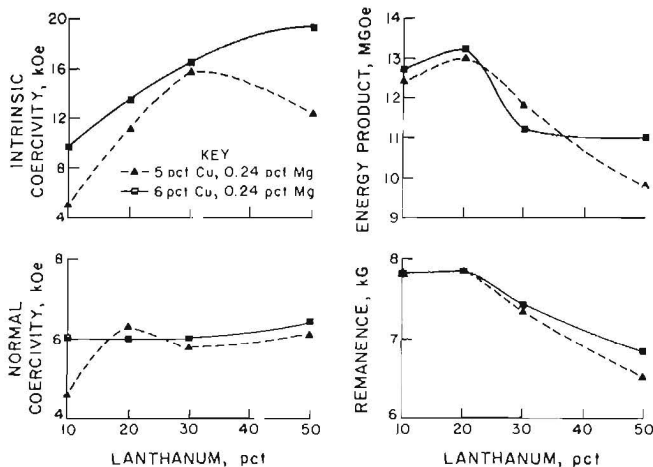 INTRINSIC
COERCIVITY, kOe
20
16
12
8
4
KEY
5 pct Cu, 0.24 pct Mg
6 pct Cu, 0.24 pct Mg
ENERGY PRODUCT, MGOe
14
13
12
11
10
9
NORMAL
COERCIVITY, kOe
8
6
4
10 20 30 40 50
LANTHANUM, pct
REMANENCE, kG
8
7
6
10 20 30 40 50
LANTHANUM, pct